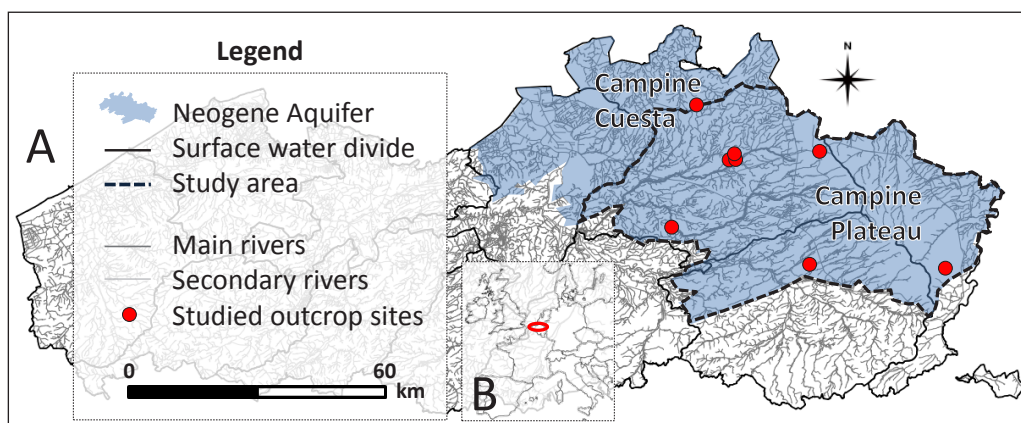 Legend
A
Neogene Aquifer
Surface water divide
Study area
Main rivers
Secondary rivers
Studied outcrop sites
0
60
km
B
Campine
Cuesta
N
Campine
Plateau